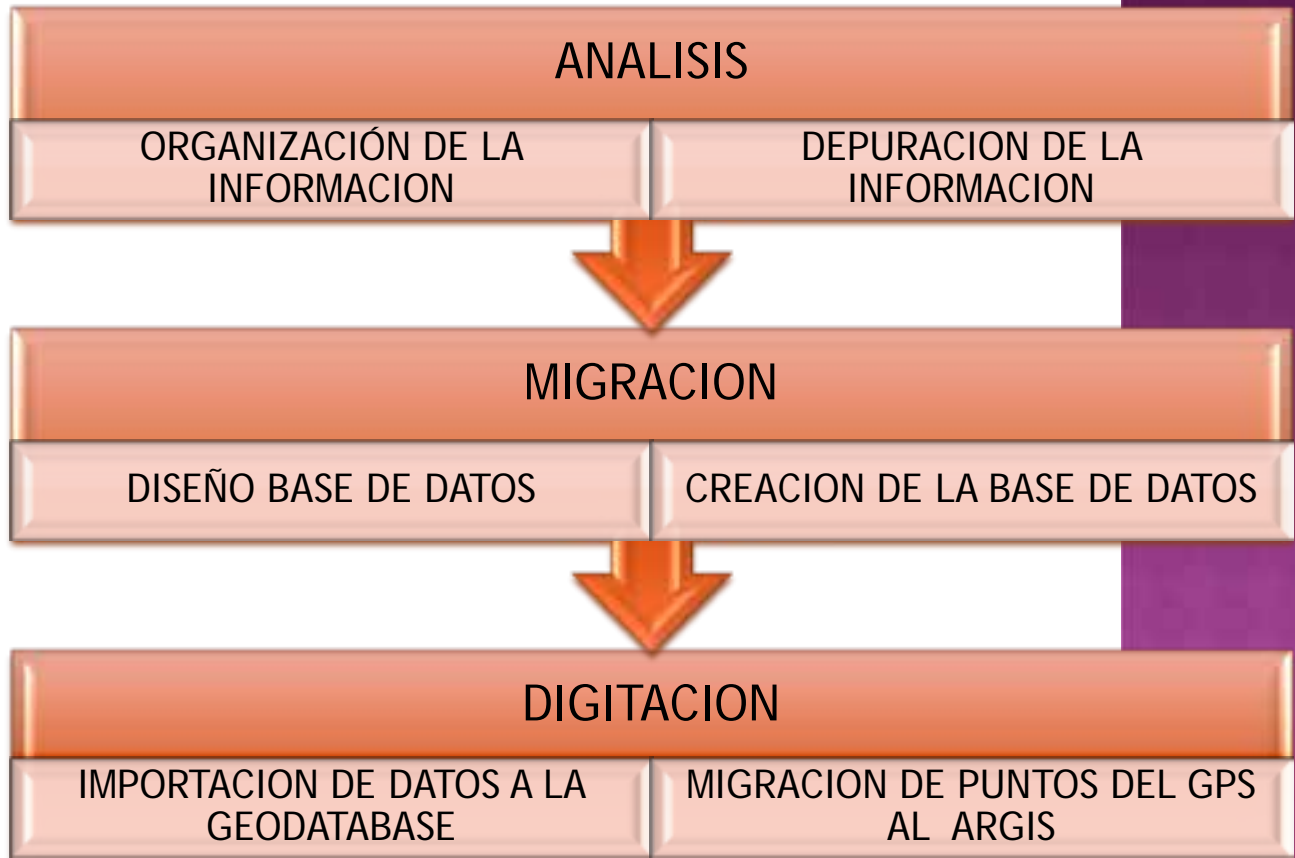 ANALISIS
ORGANIZACIÓN DE LA
INFORMACION
DEPURACION DE LA
INFORMACION
MIGRACION
DISEÑO BASE DE DATOS
CREACION DE LA BASE DE DATOS
DIGITACION
IMPORTACION DE DATOS A LA
GEODATABASE
MIGRACION DE PUNTOS DEL GPS
AL ARGIS